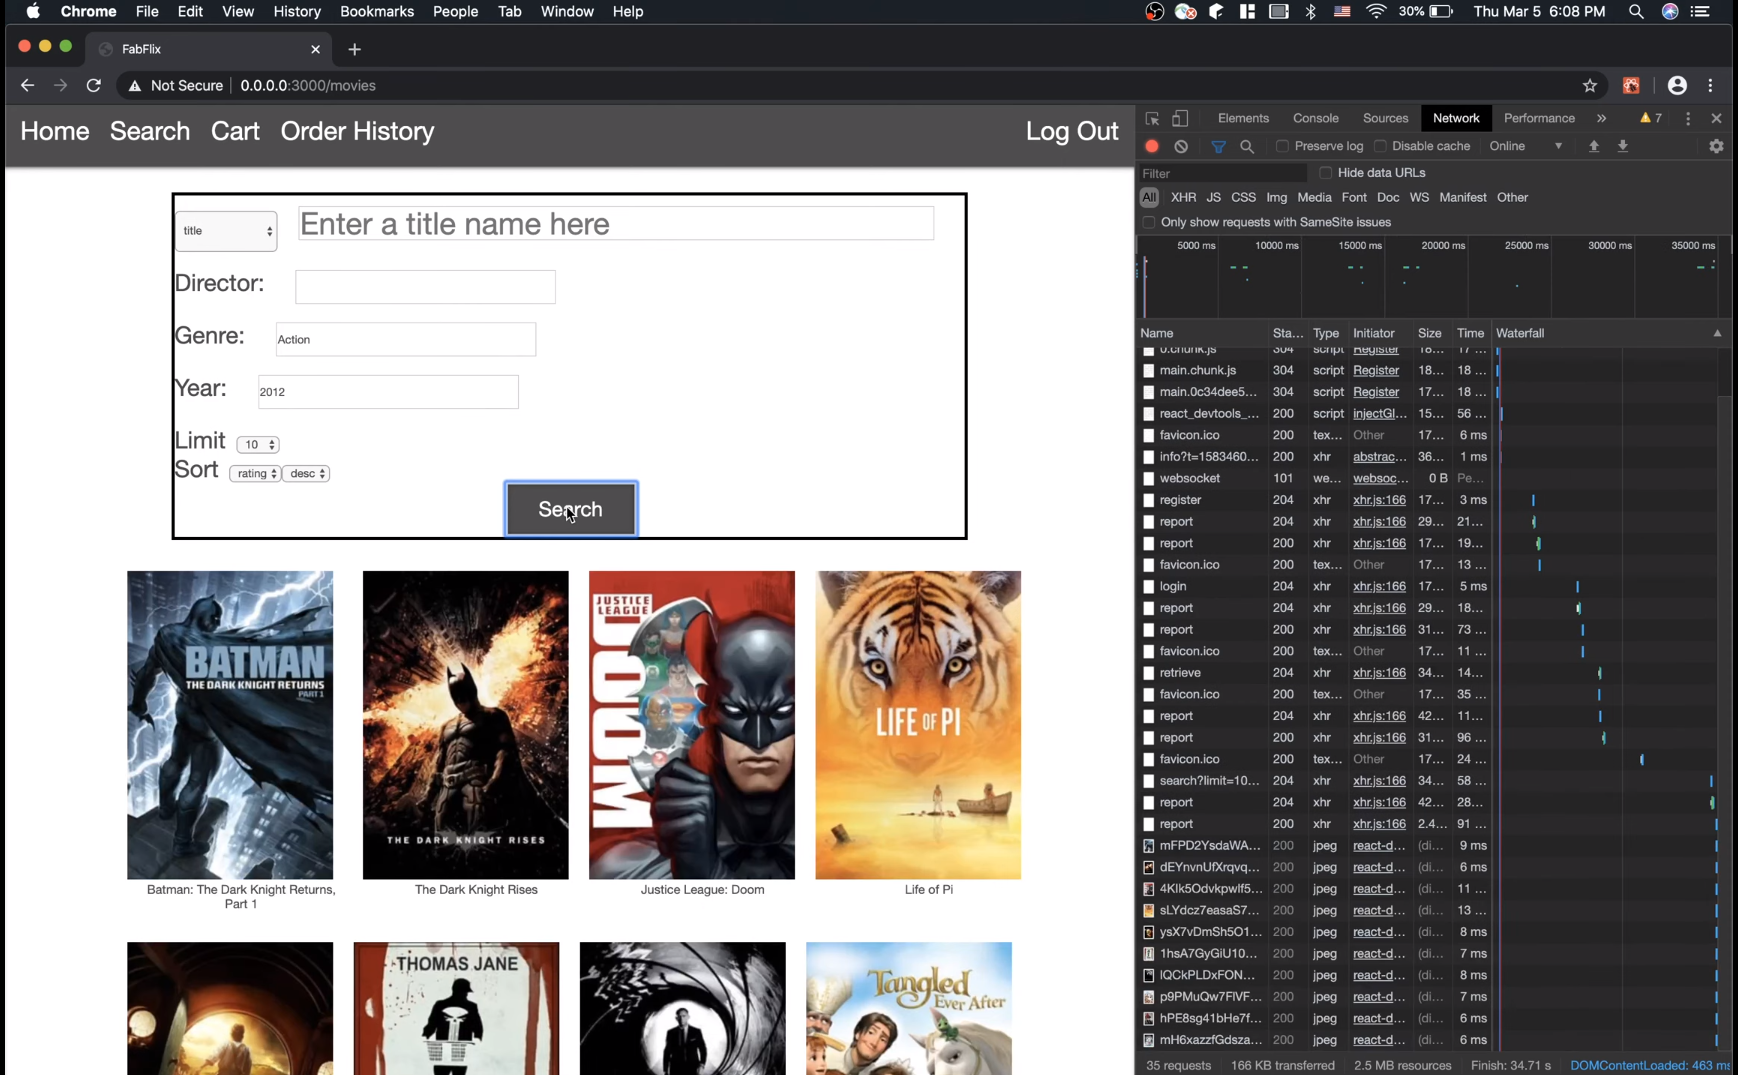 Chrome File Edit View History Bookmarks People Tab Window Help 30% Thu Mar 5 6:08 PM
FabFlix
Not Secure 0.0.0.0:3000/movies
Home Search Cart Order History Log Out
title Enter a title name here
Director:
Genre: Action
Year: 2012
Limit 10
Sort rating desc
Search
BATMAN
THE DARK KNIGHT RETURNS
PART 1
THE DARK KNIGHT RISES
JUSTICE LEAGUE
DOOM
LIFE OF PI
Batman: The Dark Knight Returns, Part 1
The Dark Knight Rises
Justice League: Doom
Life of Pi
THOMAS JANE
Tangled
Ever After
Elements Console Sources Network Performance » 7
Preserve log Disable cache Online
Filter Hide data URLs
All XHR JS CSS Img Media Font Doc WS Manifest Other
Only show requests with SameSite issues
5000 ms 10000 ms 15000 ms 20000 ms 25000 ms 30000 ms 35000 ms
Name Sta... Type Initiator Size Time Waterfall
0.chunk.js 304 script Register 18... 17 ...
main.chunk.js 304 script Register 18... 18 ...
main.0c34dee5... 304 script Register 17... 18 ...
react_devtools_... 200 script injectGl... 15... 56 ...
favicon.ico 200 tex... Other 17... 6 ms
info?t=1583460... 200 xhr abstrac... 36... 1 ms
websocket 101 we... websoc... 0 B Pe...
register 204 xhr xhr.js:166 17... 3 ms
report 204 xhr xhr.js:166 29... 21...
report 200 xhr xhr.js:166 17... 19...
favicon.ico 200 tex... Other 17... 13 ...
login 204 xhr xhr.js:166 17... 5 ms
report 204 xhr xhr.js:166 29... 18...
report 200 xhr xhr.js:166 31... 73 ...
favicon.ico 200 tex... Other 17... 11 ...
retrieve 204 xhr xhr.js:166 34... 14...
favicon.ico 200 tex... Other 17... 35 ...
report 204 xhr xhr.js:166 42... 11...
report 200 xhr xhr.js:166 31... 96 ...
favicon.ico 200 tex... Other 17... 24 ...
search?limit=10... 204 xhr xhr.js:166 34... 58 ...
report 204 xhr xhr.js:166 42... 28...
report 200 xhr xhr.js:166 2.4... 91 ...
mFPD2YsdaWA... 200 jpeg react-d... (di... 9 ms
dEYnvnUfXrqvq... 200 jpeg react-d... (di... 6 ms
4KIk5Odvkpwlf5... 200 jpeg react-d... (di... 11 ...
sLYdcz7easaS7... 200 jpeg react-d... (di... 13 ...
ysX7vDmSh5O1... 200 jpeg react-d... (di... 8 ms
1hsA7GyGiU10... 200 jpeg react-d... (di... 7 ms
lQCkPLDxFON... 200 jpeg react-d... (di... 8 ms
p9PMuQw7FlVF... 200 jpeg react-d... (di... 7 ms
hPE8sg41bHe7f... 200 jpeg react-d... (di... 6 ms
mH6xazzfGdsza... 200 jpeg react-d... (di... 6 ms
35 requests 166 KB transferred 2.5 MB resources Finish: 34.71 s DOMContentLoaded: 463 ms